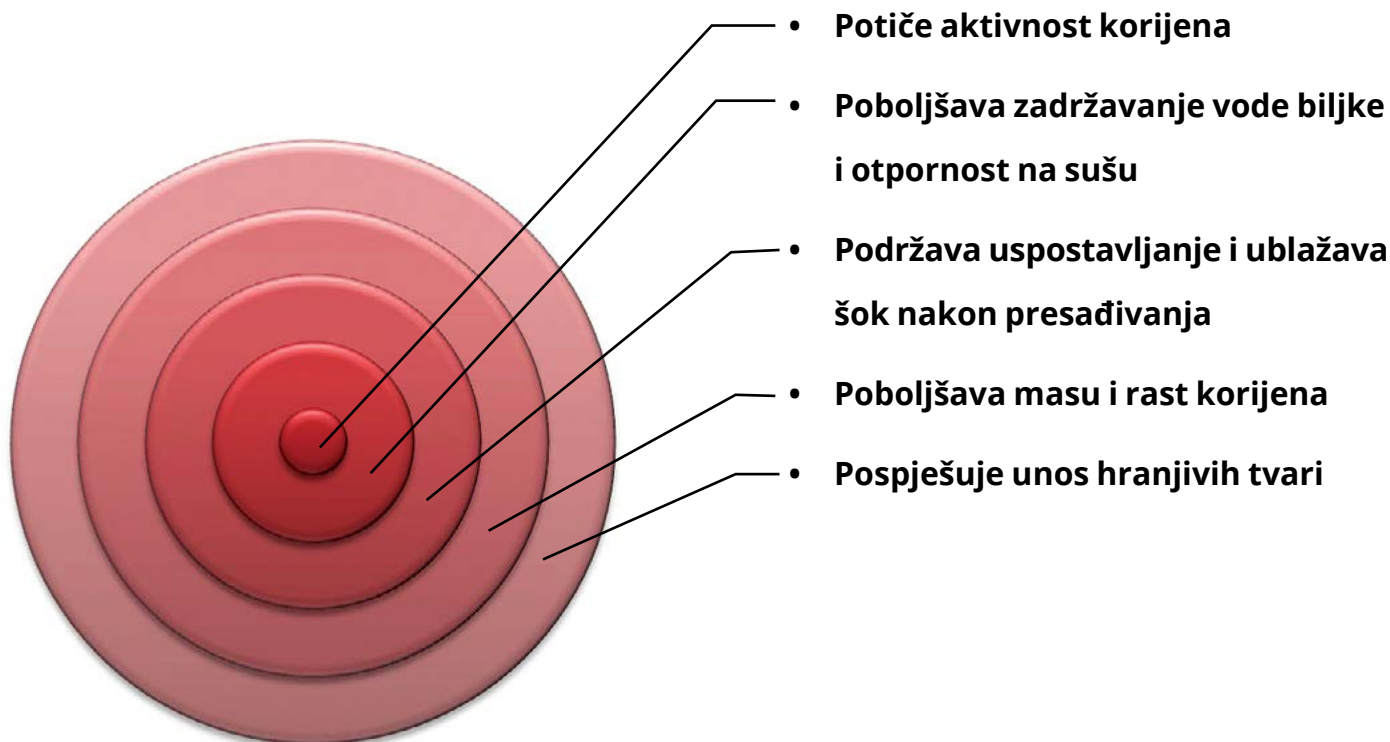 • Potiče aktivnost korijena
• Poboljšava zadržavanje vode biljke
i otpornost na sušu
• Podržava uspostavljanje i ublažava
šok nakon presađivanja
• Poboljšava masu i rast korijena
• Pospješuje unos hranjivih tvari